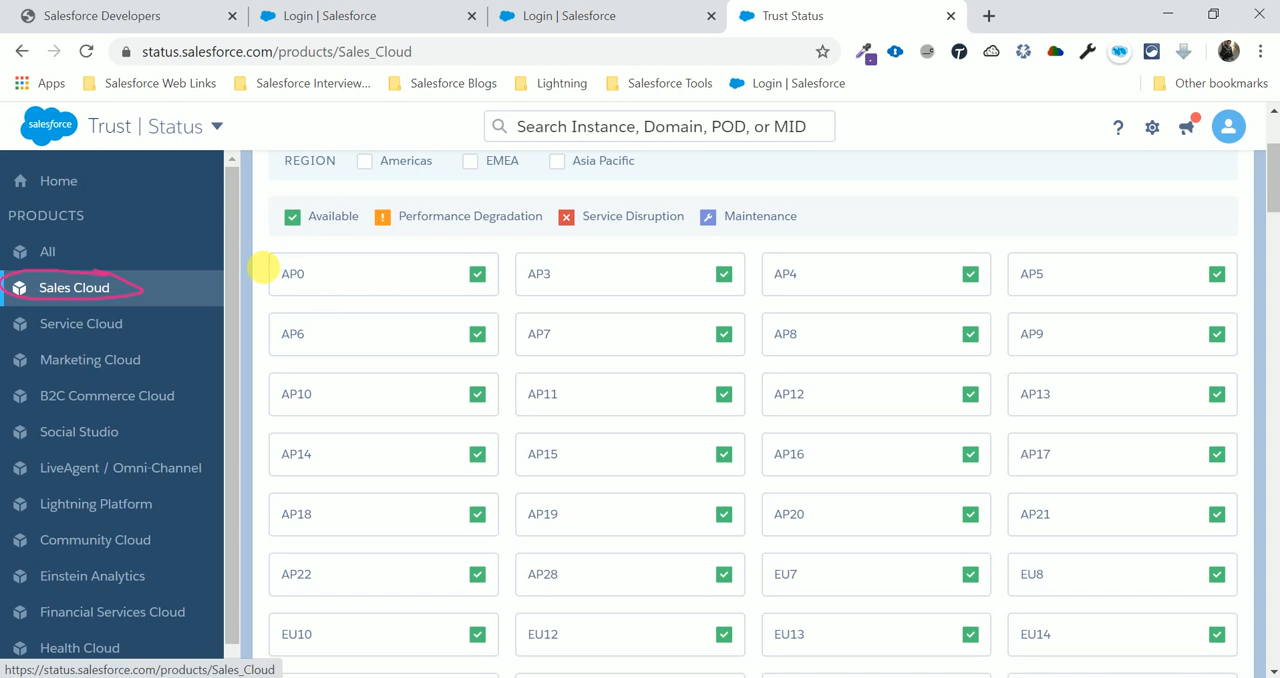 Salesforce Developers
Login | Salesforce
Login | Salesforce
Trust Status
status.salesforce.com/products/Sales_Cloud
Apps
Salesforce Web Links
Salesforce Interview...
Salesforce Blogs
Lightning
Salesforce Tools
Login | Salesforce
Other bookmarks
salesforce
Trust | Status
Search Instance, Domain, POD, or MID
Home
PRODUCTS
All
Sales Cloud
Service Cloud
Marketing Cloud
B2C Commerce Cloud
Social Studio
LiveAgent / Omni-Channel
Lightning Platform
Community Cloud
Einstein Analytics
Financial Services Cloud
Health Cloud
REGION Americas EMEA Asia Pacific
Available Performance Degradation Service Disruption Maintenance
AP0 AP3 AP4 AP5
AP6 AP7 AP8 AP9
AP10 AP11 AP12 AP13
AP14 AP15 AP16 AP17
AP18 AP19 AP20 AP21
AP22 AP28 EU7 EU8
EU10 EU12 EU13 EU14
https://status.salesforce.com/products/Sales_Cloud